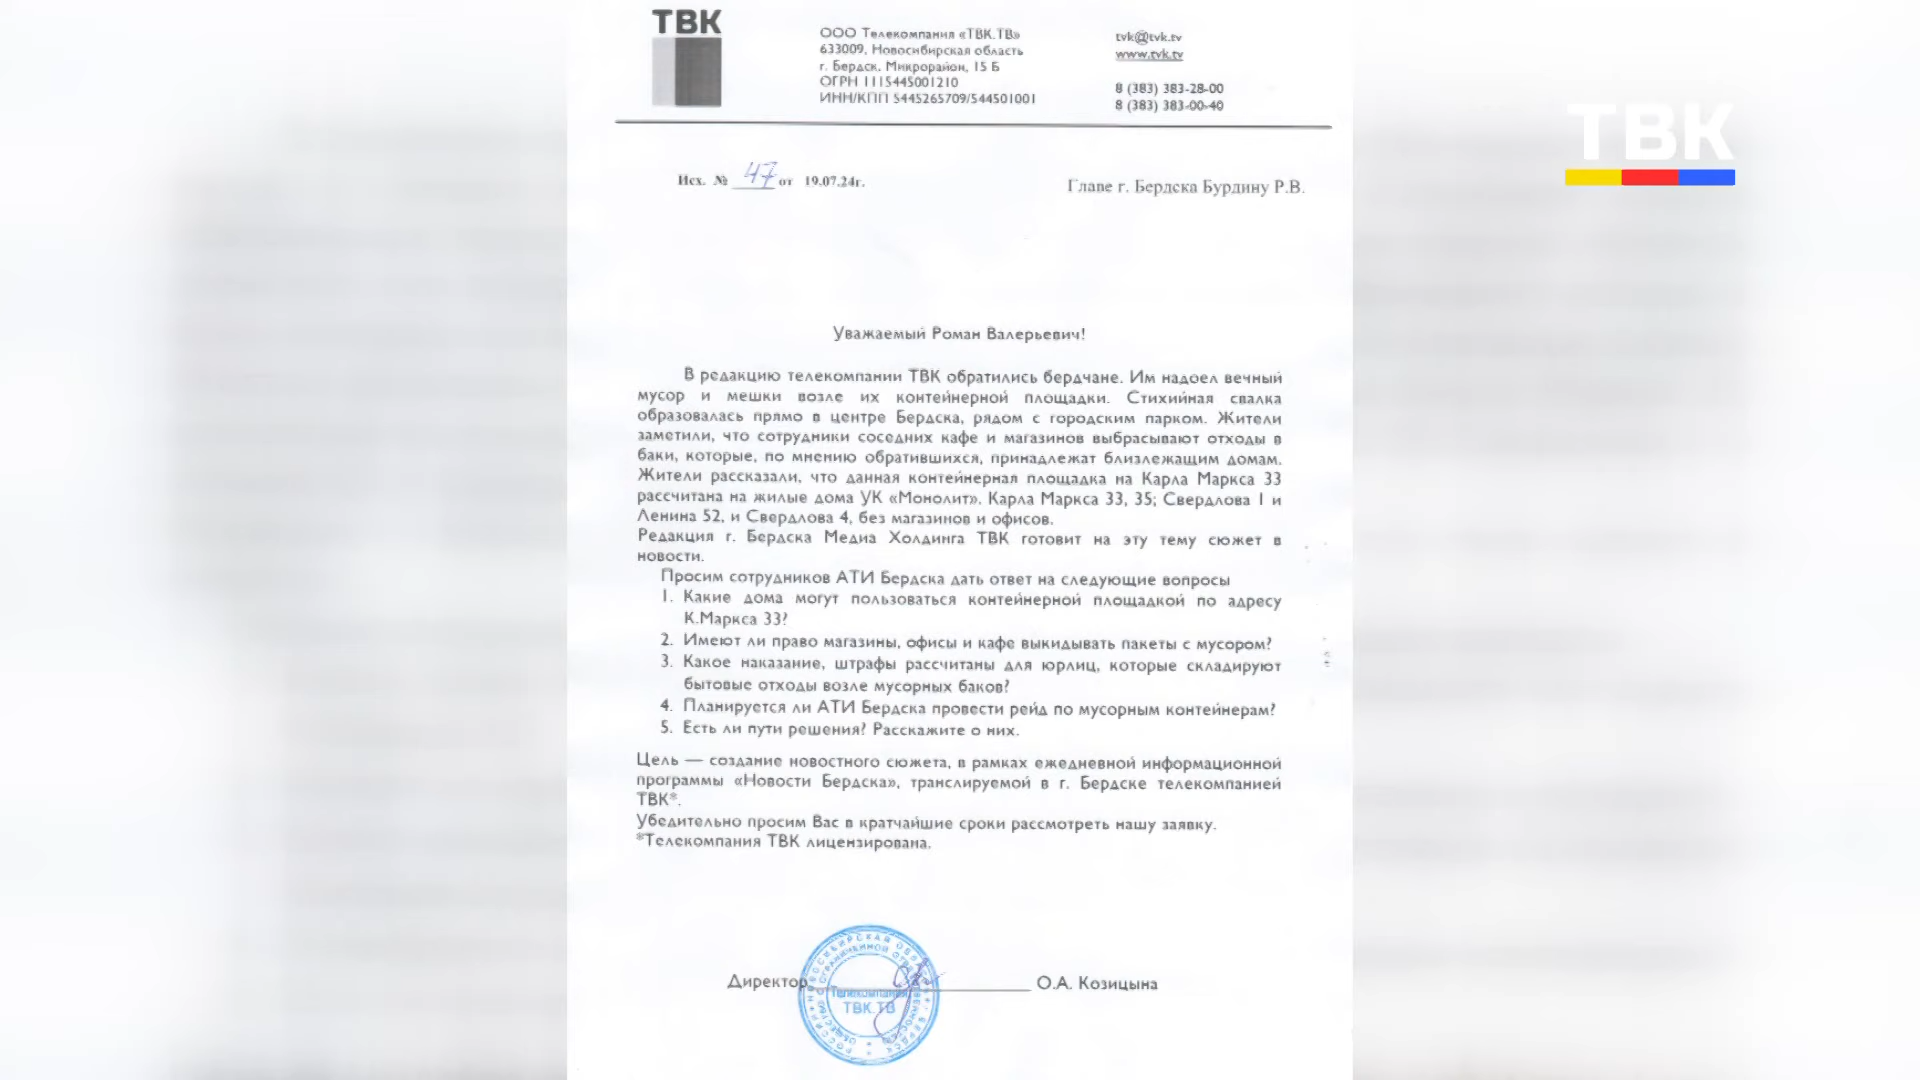 ТВК
ООО Телекомпания «ТВК.ТВ»
633009, Новосибирская область
г. Бердск, Микрорайон, 15 Б
ОГРН 1115445001210
ИНН/КПП 5445265709/544501001
tvk@tvk.tv
www.tvk.tv
8 (383) 383-28-00
8 (383) 383-00-40
ТВК
Исх. № 47 от 19.07.24г.
Главе г. Бердска Бурдину Р.В.
Уважаемый Роман Валерьевич!
В редакцию телекомпании ТВК обратились бердчане. Им надоел вечный
мусор и мешки возле их контейнерной площадки. Стихийная свалка
образовалась прямо в центре Бердска, рядом с городским парком. Жители
заметили, что сотрудники соседних кафе и магазинов выбрасывают отходы в
баки, которые, по мнению обратившихся, принадлежат близлежащим домам.
Жители рассказали, что данная контейнерная площадка на Карла Маркса 33
рассчитана на жилые дома УК «Монолит». Карла Маркса 33, 35; Свердлова 1 и
Ленина 52, и Свердлова 4, без магазинов и офисов.
Редакция г. Бердска Медиа Холдинга ТВК готовит на эту тему сюжет в
новости.
Просим сотрудников АТИ Бердска дать ответ на следующие вопросы
1. Какие дома могут пользоваться контейнерной площадкой по адресу
К.Маркса 33?
2. Имеют ли право магазины, офисы и кафе выкидывать пакеты с мусором?
3. Какое наказание, штрафы рассчитаны для юрлиц, которые складируют
бытовые отходы возле мусорных баков?
4. Планируется ли АТИ Бердска провести рейд по мусорным контейнерам?
5. Есть ли пути решения? Расскажите о них.
Цель — создание новостного сюжета, в рамках ежедневной информационной
программы «Новости Бердска», транслируемой в г. Бердске телекомпанией
ТВК*.
Убедительно просим Вас в кратчайшие сроки рассмотреть нашу заявку.
*Телекомпания ТВК лицензирована.
Директор О.А. Козицына
Телекомпания
ТВК.ТВ